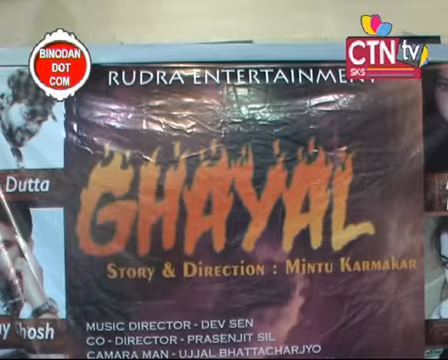 BINODAN
DOT
COM
CTN tv
SKS
RUDRA ENTERTAINMENT
Dutta
GHAYAL
STORY & DIRECTION : MINTU KARMAKAR
MUSIC DIRECTOR - DEV SEN
CO - DIRECTOR - PRASENJIT SIL
CAMARA MAN - UJJAL BHATTACHARJYO